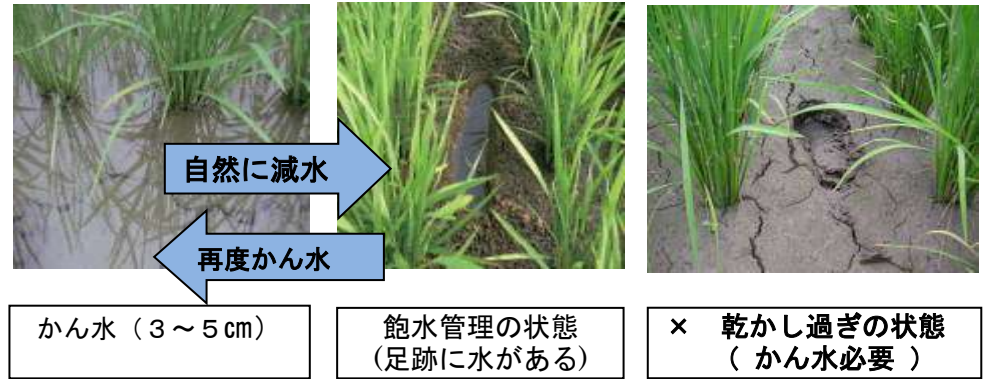 自然に減水
再度かん水
かん水（３～５㎝）
飽水管理の状態
(足跡に水がある)
×　乾かし過ぎの状態
（ かん水必要 ）